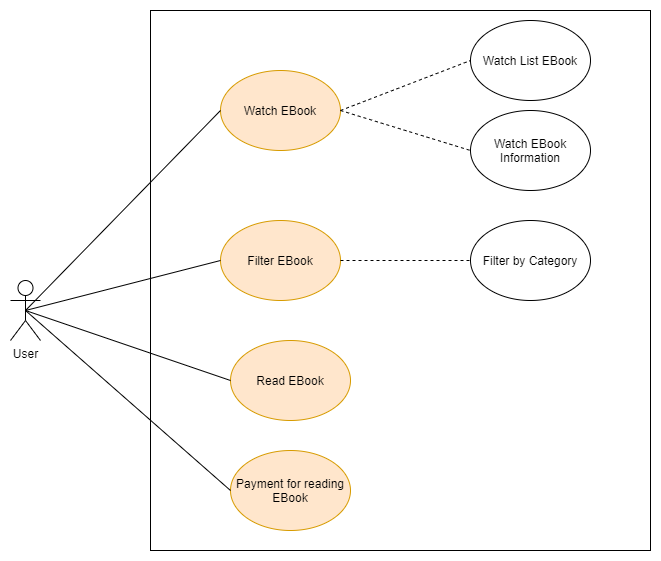 Watch List EBook
Watch EBook
Watch EBook
Information
Filter EBook
Filter by Category
User
Read EBook
Payment for reading
EBook